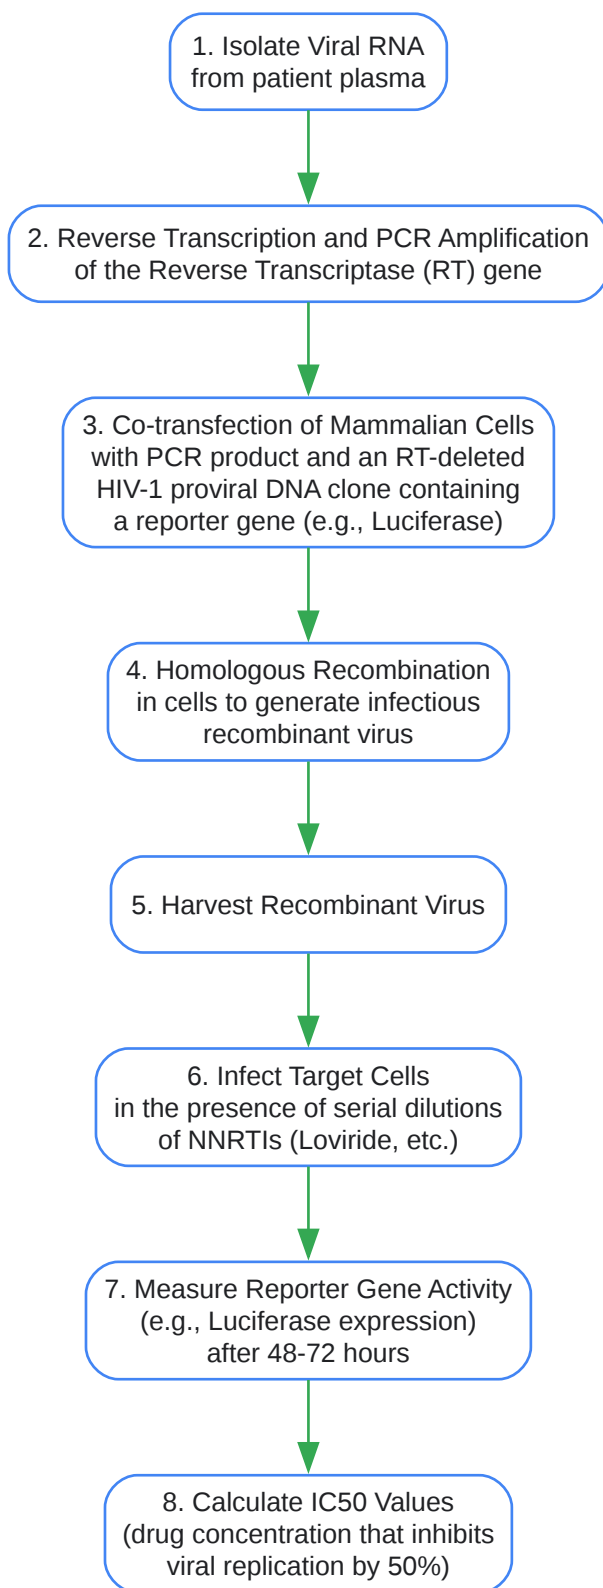 1. Isolate Viral RNA
from patient plasma
2. Reverse Transcription and PCR Amplification
of the Reverse Transcriptase (RT) gene
3. Co-transfection of Mammalian Cells
with PCR product and an RT-deleted
HIV-1 proviral DNA clone containing
a reporter gene (e.g., Luciferase)
4. Homologous Recombination
in cells to generate infectious
recombinant virus
5. Harvest Recombinant Virus
6. Infect Target Cells
in the presence of serial dilutions
of NNRTIs (Loviride, etc.)
7. Measure Reporter Gene Activity
(e.g., Luciferase expression)
after 48-72 hours
8. Calculate IC50 Values
(drug concentration that inhibits
viral replication by 50%)